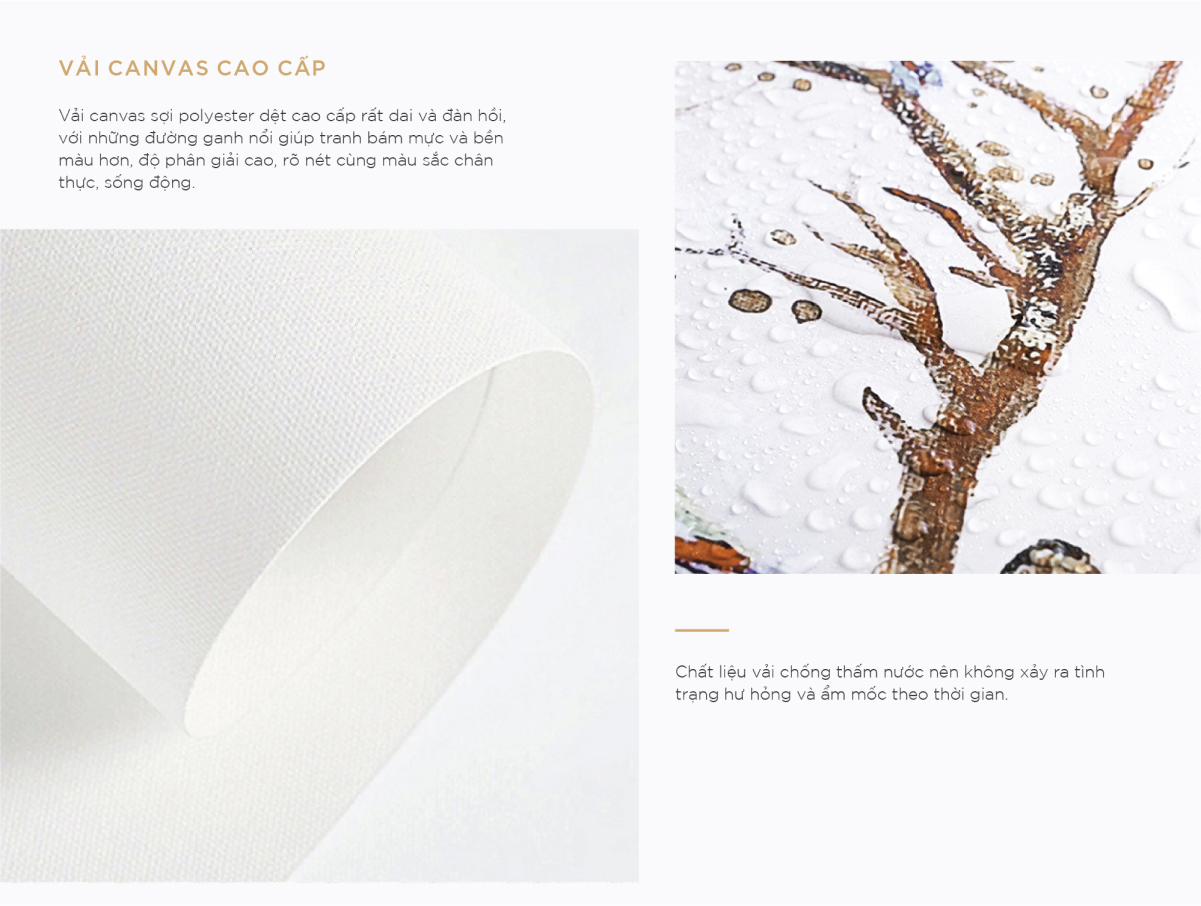 VẢI CANVAS CAO CẤP
Vải canvas sợi polyester dệt cao cấp rất dai và đàn hồi,
với những đường ganh nổi giúp tranh bám mực và bền
màu hơn, độ phân giải cao, rõ nét cùng màu sắc chân
thực, sống động.
Chất liệu vải chống thấm nước nên không xảy ra tình
trạng hư hỏng và ẩm mốc theo thời gian.